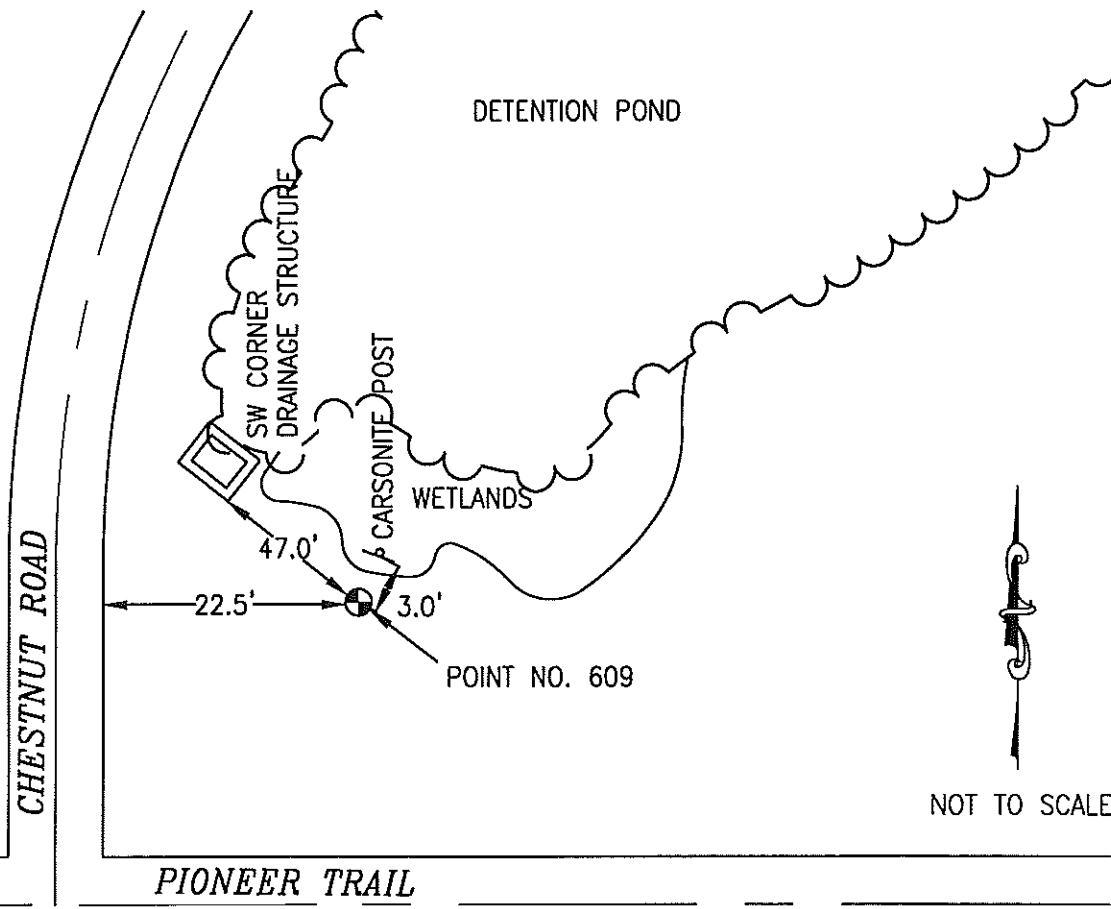 DETENTION POND
SW CORNER
DRAINAGE STRUCTURE
CARSONITE POST
WETLANDS
47.0'
22.5'
3.0'
POINT NO. 609
CHESTNUT ROAD
NOT TO SCALE
PIONEER TRAIL